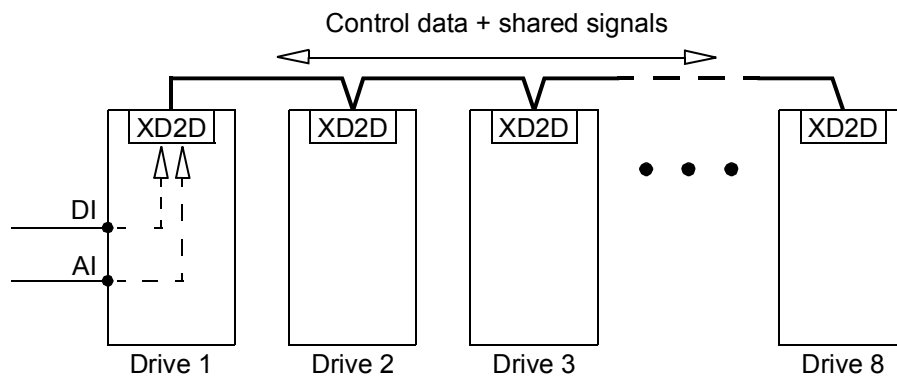 Control data + shared signals
XD2D XD2D XD2D XD2D
DI
AI
Drive 1 Drive 2 Drive 3 Drive 8